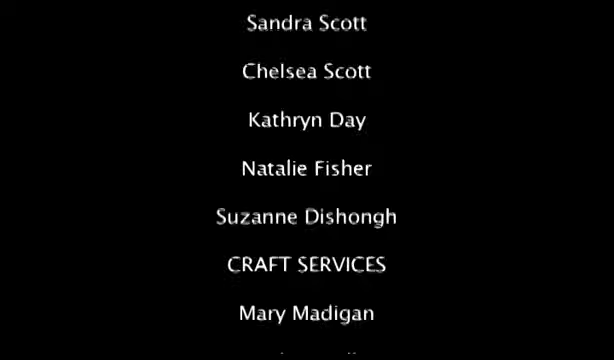 Sandra Scott
Chelsea Scott
Kathryn Day
Natalie Fisher
Suzanne Dishongh
CRAFT SERVICES
Mary Madigan